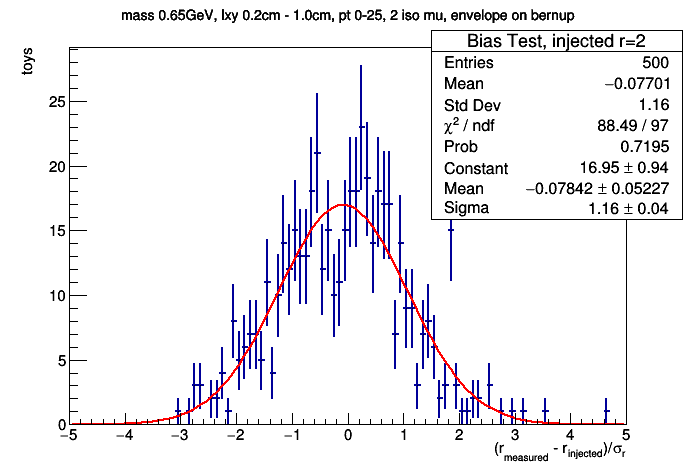 mass 0.65GeV, lxy 0.2cm - 1.0cm, pt 0-25, 2 iso mu, envelope on bernup
toys
Bias Test, injected r=2
Entries 500
Mean −0.07701
Std Dev 1.16
χ² / ndf 88.49 / 97
Prob 0.7195
Constant 16.95 ± 0.94
Mean −0.07842 ± 0.05227
Sigma 1.16 ± 0.04
25
20
15
10
5
0
−5 −4 −3 −2 −1 0 1 2 3 4 5
(r_measured - r_injected)/σ_r